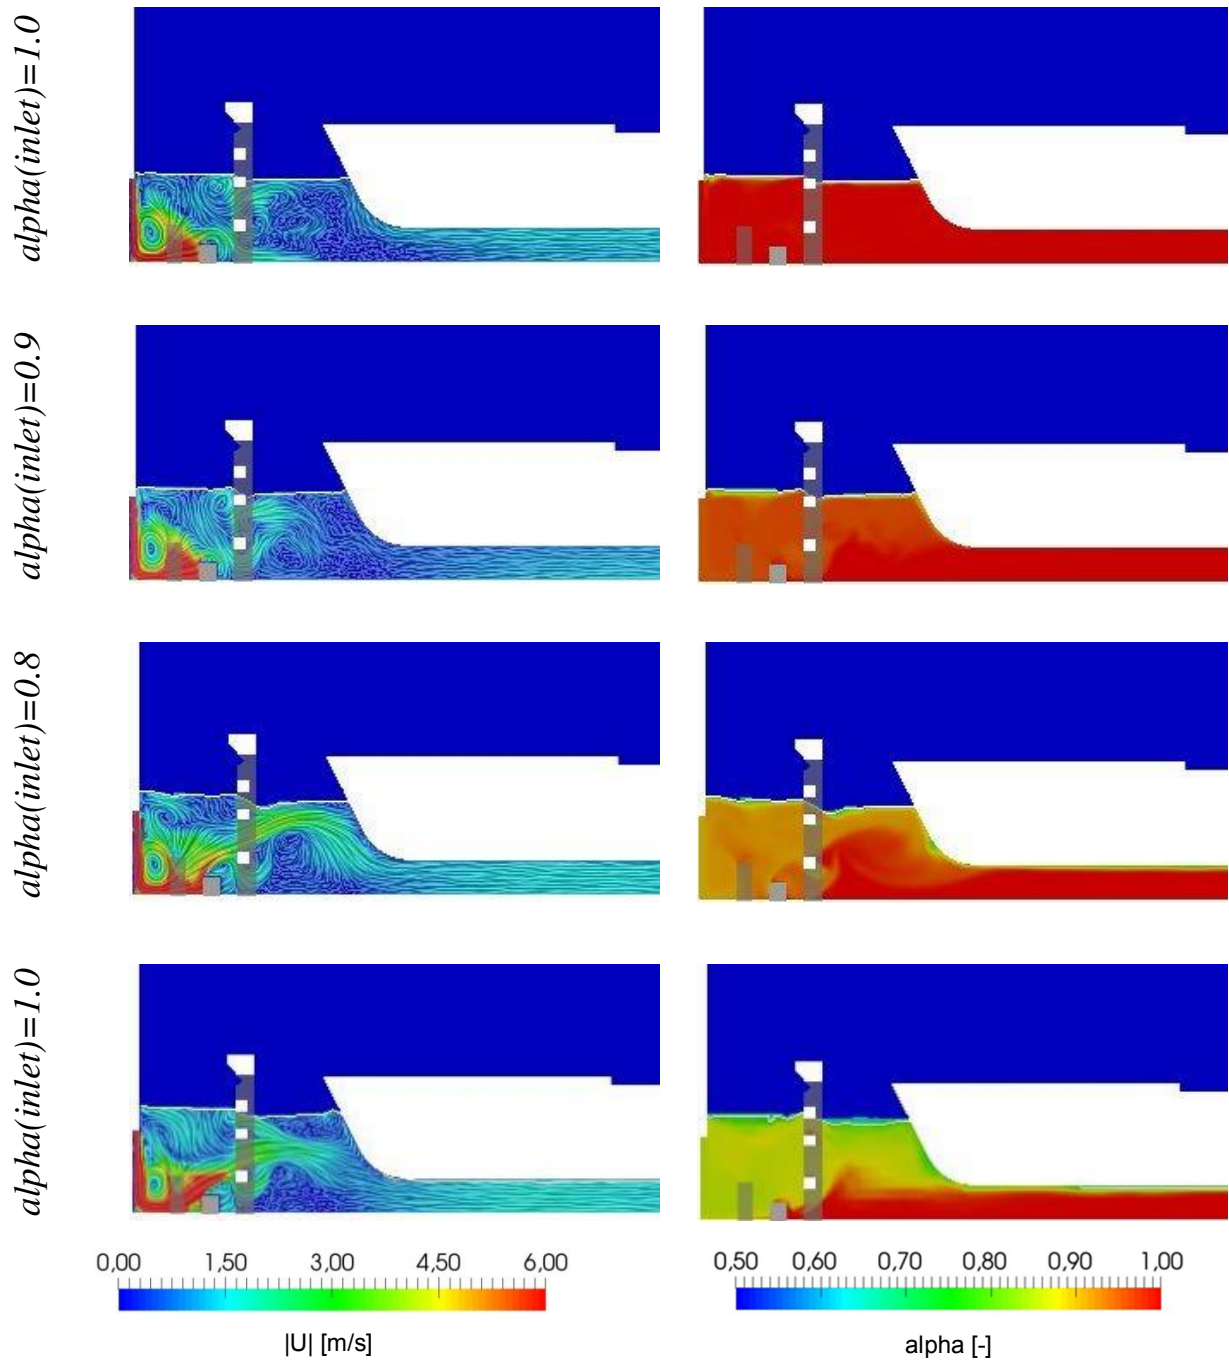 alpha(inlet)=1.0
alpha(inlet)=0.9
alpha(inlet)=0.8
alpha(inlet)=1.0
0,00 1,50 3,00 4,50 6,00
|U| [m/s]
0,50 0,60 0,70 0,80 0,90 1,00
alpha [-]